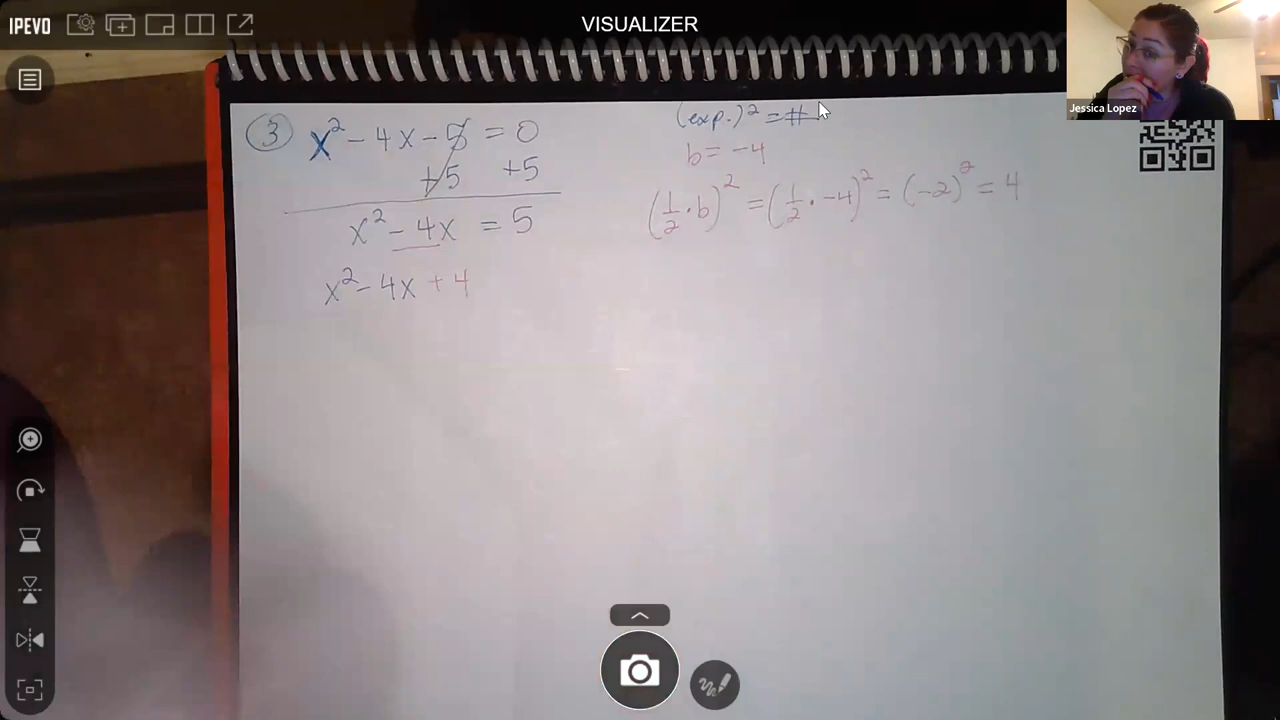 IPEVO
VISUALIZER
Jessica Lopez
③ x² - 4x - 5 = 0
+5 +5
x² - 4x = 5
x² - 4x + 4
(exp.)² = #
b = -4
(1/2 · b)² = (1/2 · -4)² = (-2)² = 4